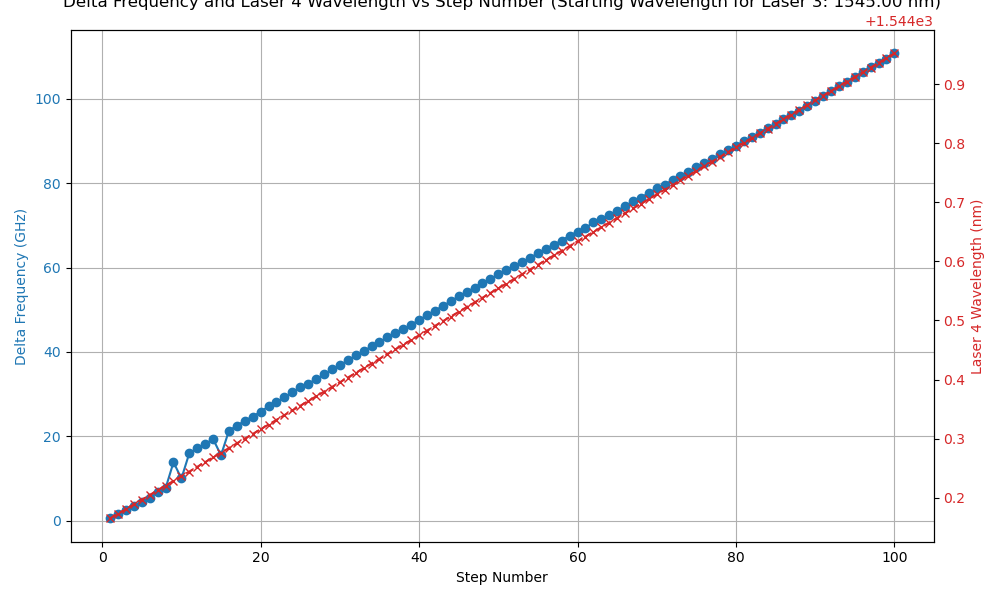 Delta Frequency and Laser 4 Wavelength vs Step Number (Starting Wavelength for Laser 3: 1545.00 nm)
+1.544e3
Delta Frequency (GHz)
100
80
60
40
20
0
0.9
0.8
0.7
0.6
0.5
0.4
0.3
0.2
Laser 4 Wavelength (nm)
0 20 40 60 80 100
Step Number